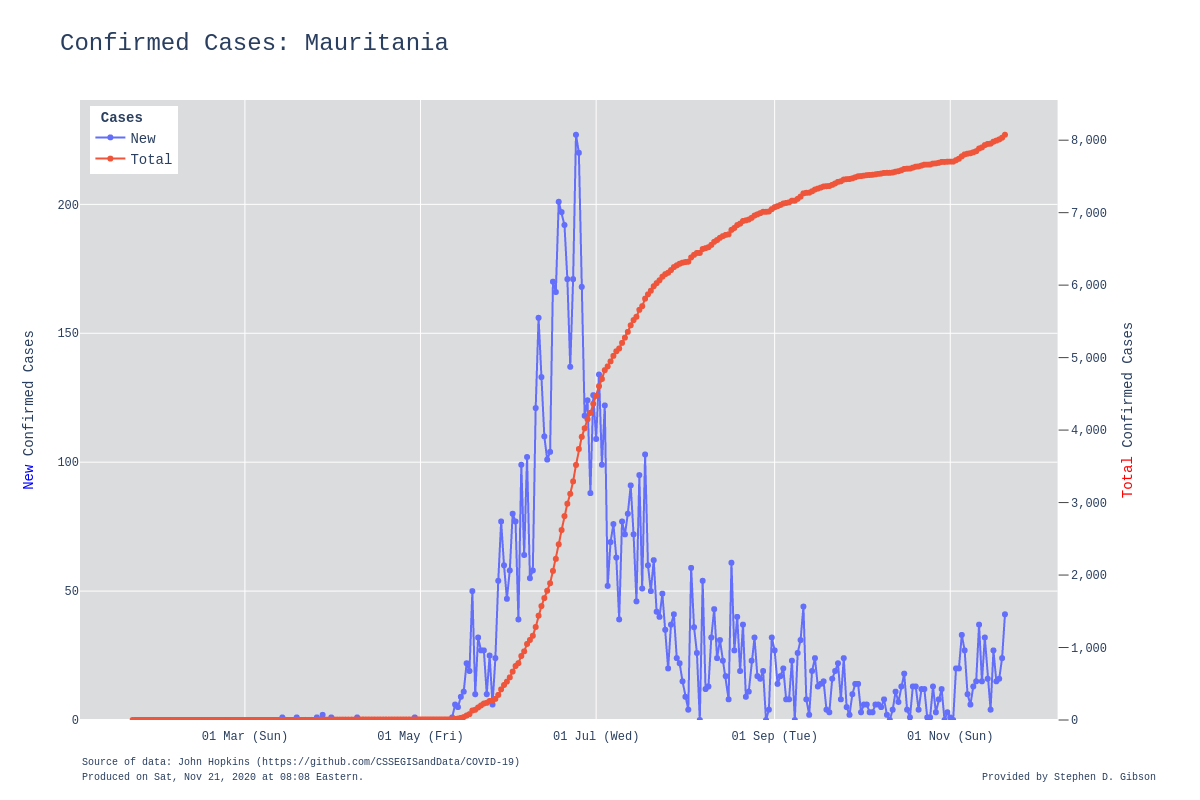 Confirmed Cases: Mauritania
Cases
New
Total
200
150
100
50
0
8,000
7,000
6,000
5,000
4,000
3,000
2,000
1,000
0
New Confirmed Cases
Total Confirmed Cases
01 Mar (Sun)
01 May (Fri)
01 Jul (Wed)
01 Sep (Tue)
01 Nov (Sun)
Source of data: John Hopkins (https://github.com/CSSEGISandData/COVID-19)
Produced on Sat, Nov 21, 2020 at 08:08 Eastern.
Provided by Stephen D. Gibson